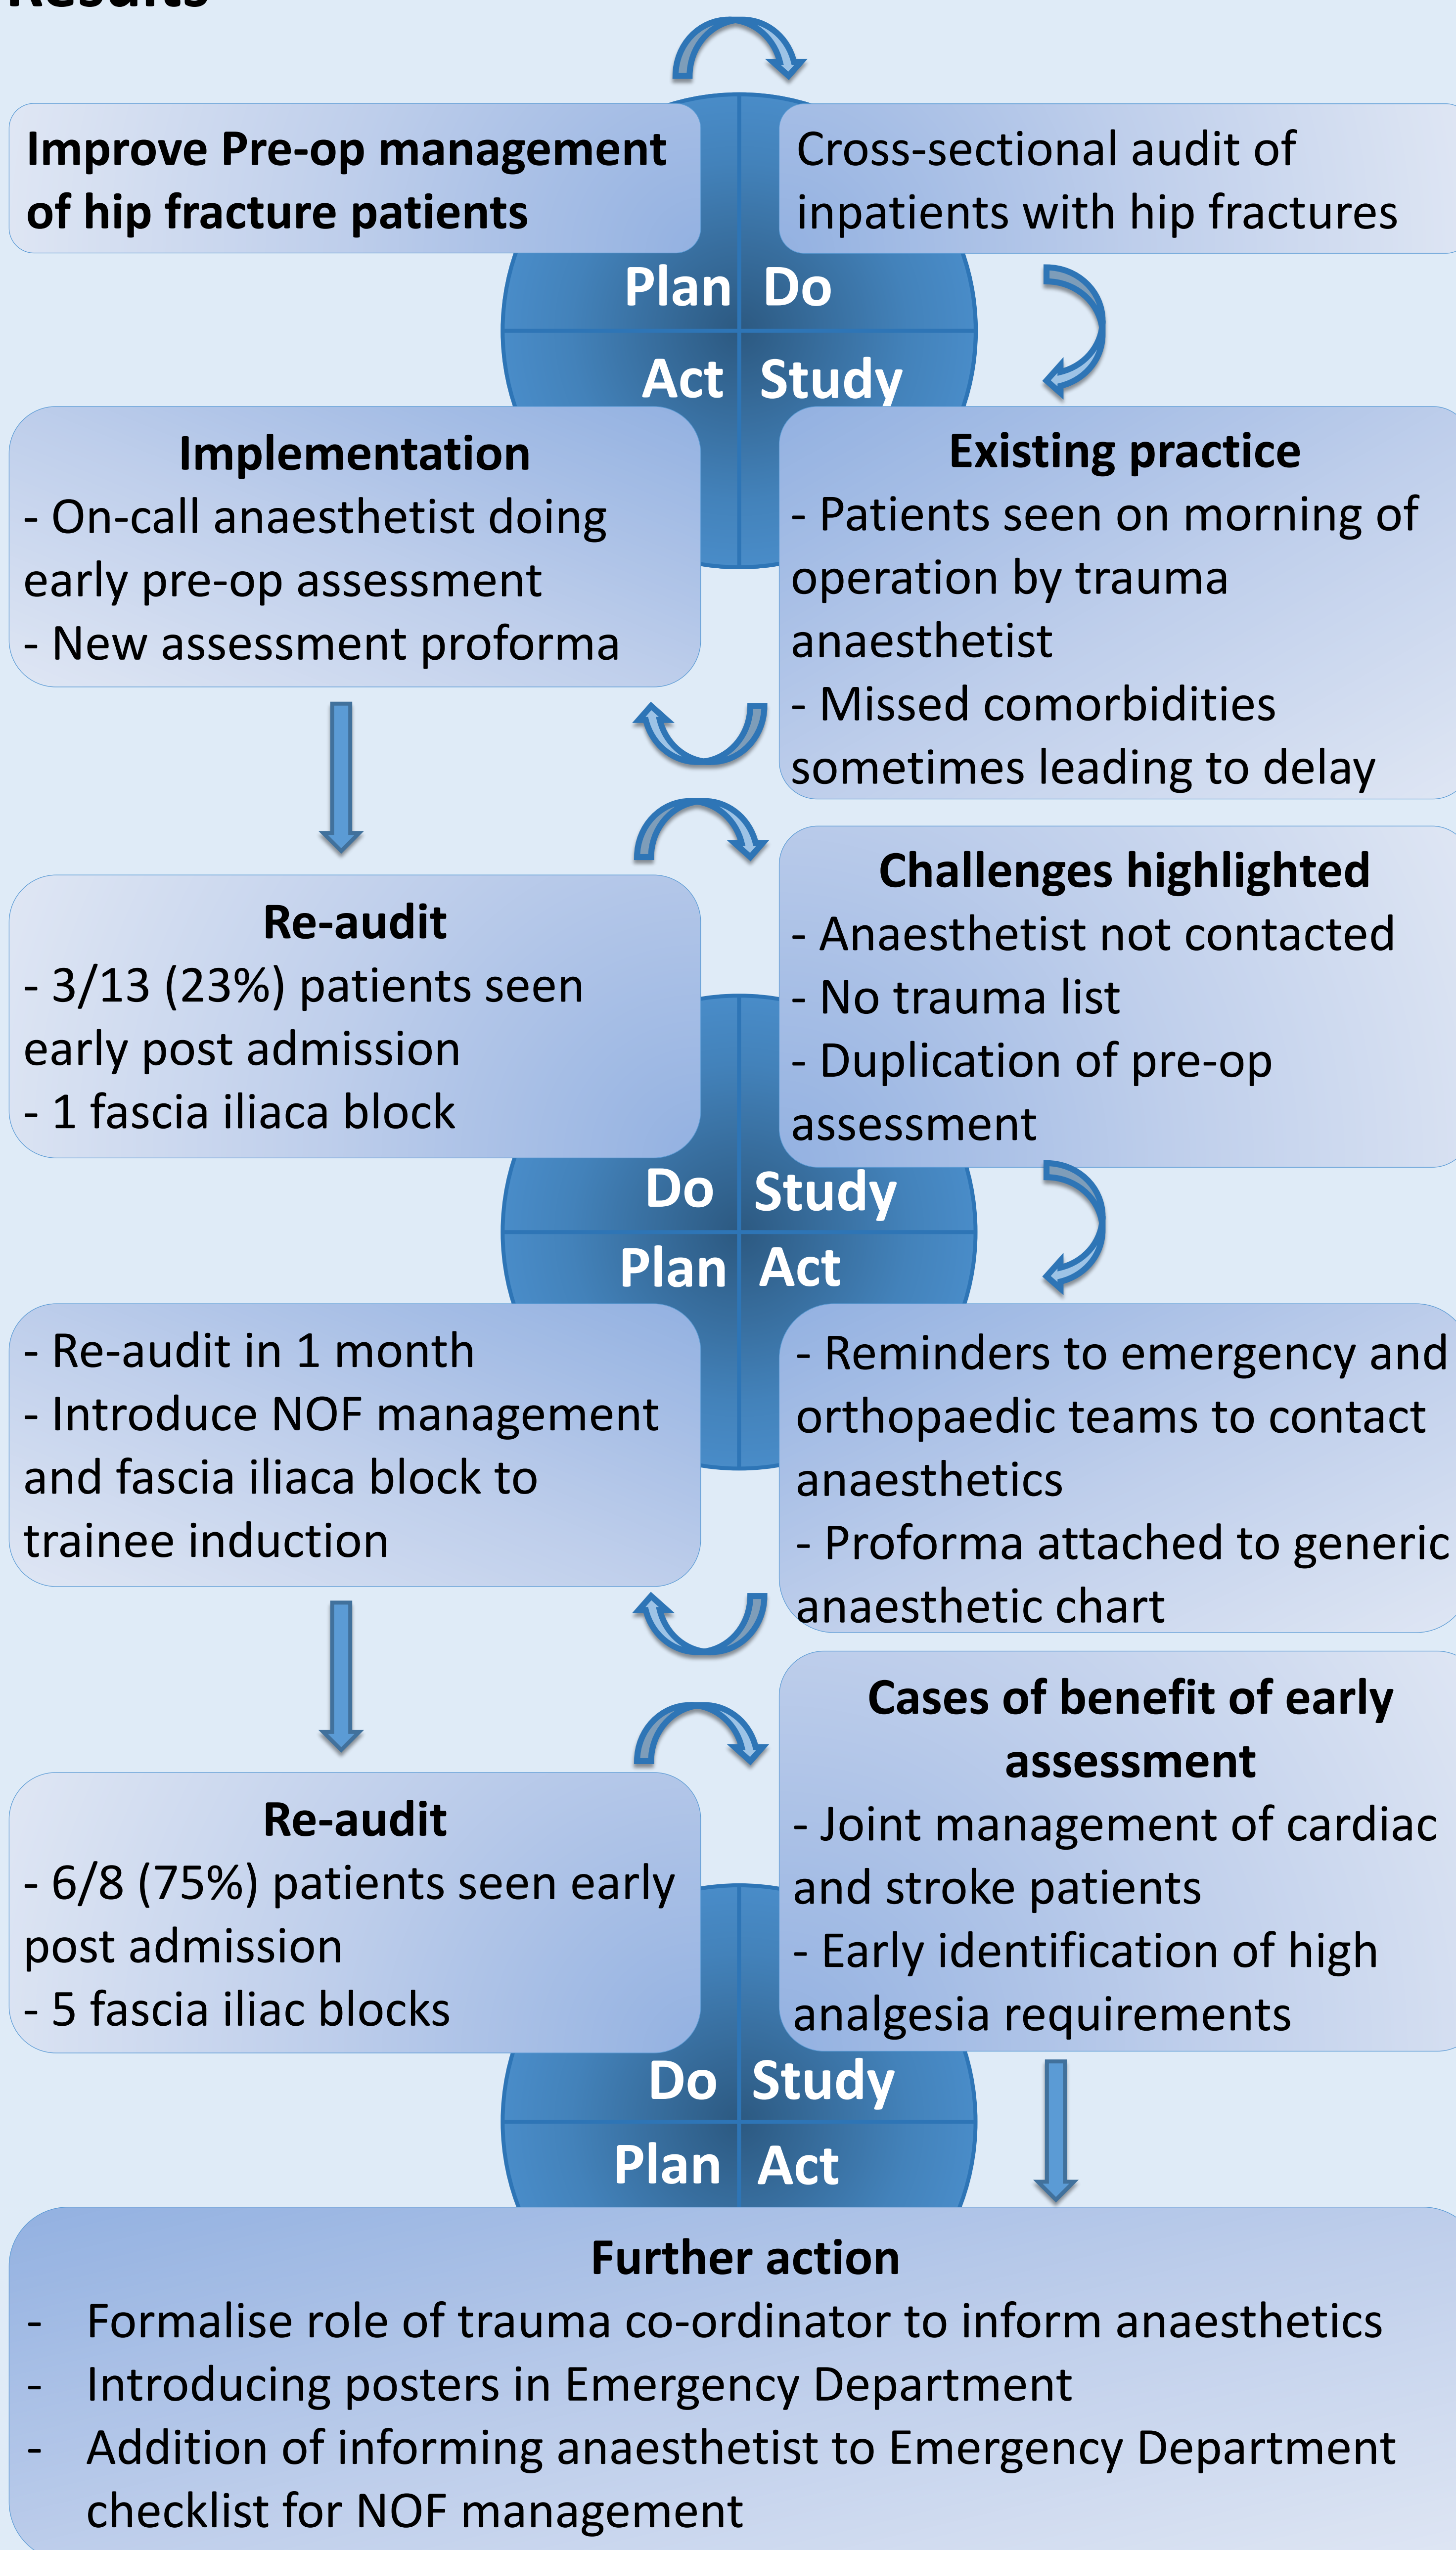 Results
Improve Pre-op management
of hip fracture patients
Cross-sectional audit of
inpatients with hip fractures
Plan
Do
Act
Study
Existing practice
- Patients seen on morning of
operation by trauma
anaesthetist
- Missed comorbidities
sometimes leading to delay
Implementation
- On-call anaesthetist doing
early pre-op assessment
- New assessment proforma
Re-audit
- 3/13 (23%) patients seen
early post admission
- 1 fascia iliaca block
Challenges highlighted
- Anaesthetist not contacted
- No trauma list
- Duplication of pre-op
assessment
Do
Study
Plan
Act
- Reminders to emergency and
orthopaedic teams to contact
anaesthetics
- Proforma attached to generic
anaesthetic chart
- Re-audit in 1 month
- Introduce NOF management
and fascia iliaca block to
trainee induction
Re-audit
- 6/8 (75%) patients seen early
post admission
- 5 fascia iliac blocks
Cases of benefit of early
assessment
- Joint management of cardiac
and stroke patients
- Early identification of high
analgesia requirements
Do
Study
Plan
Act
Further action
- Formalise role of trauma co-ordinator to inform anaesthetics
- Introducing posters in Emergency Department
- Addition of informing anaesthetist to Emergency Department
checklist for NOF management